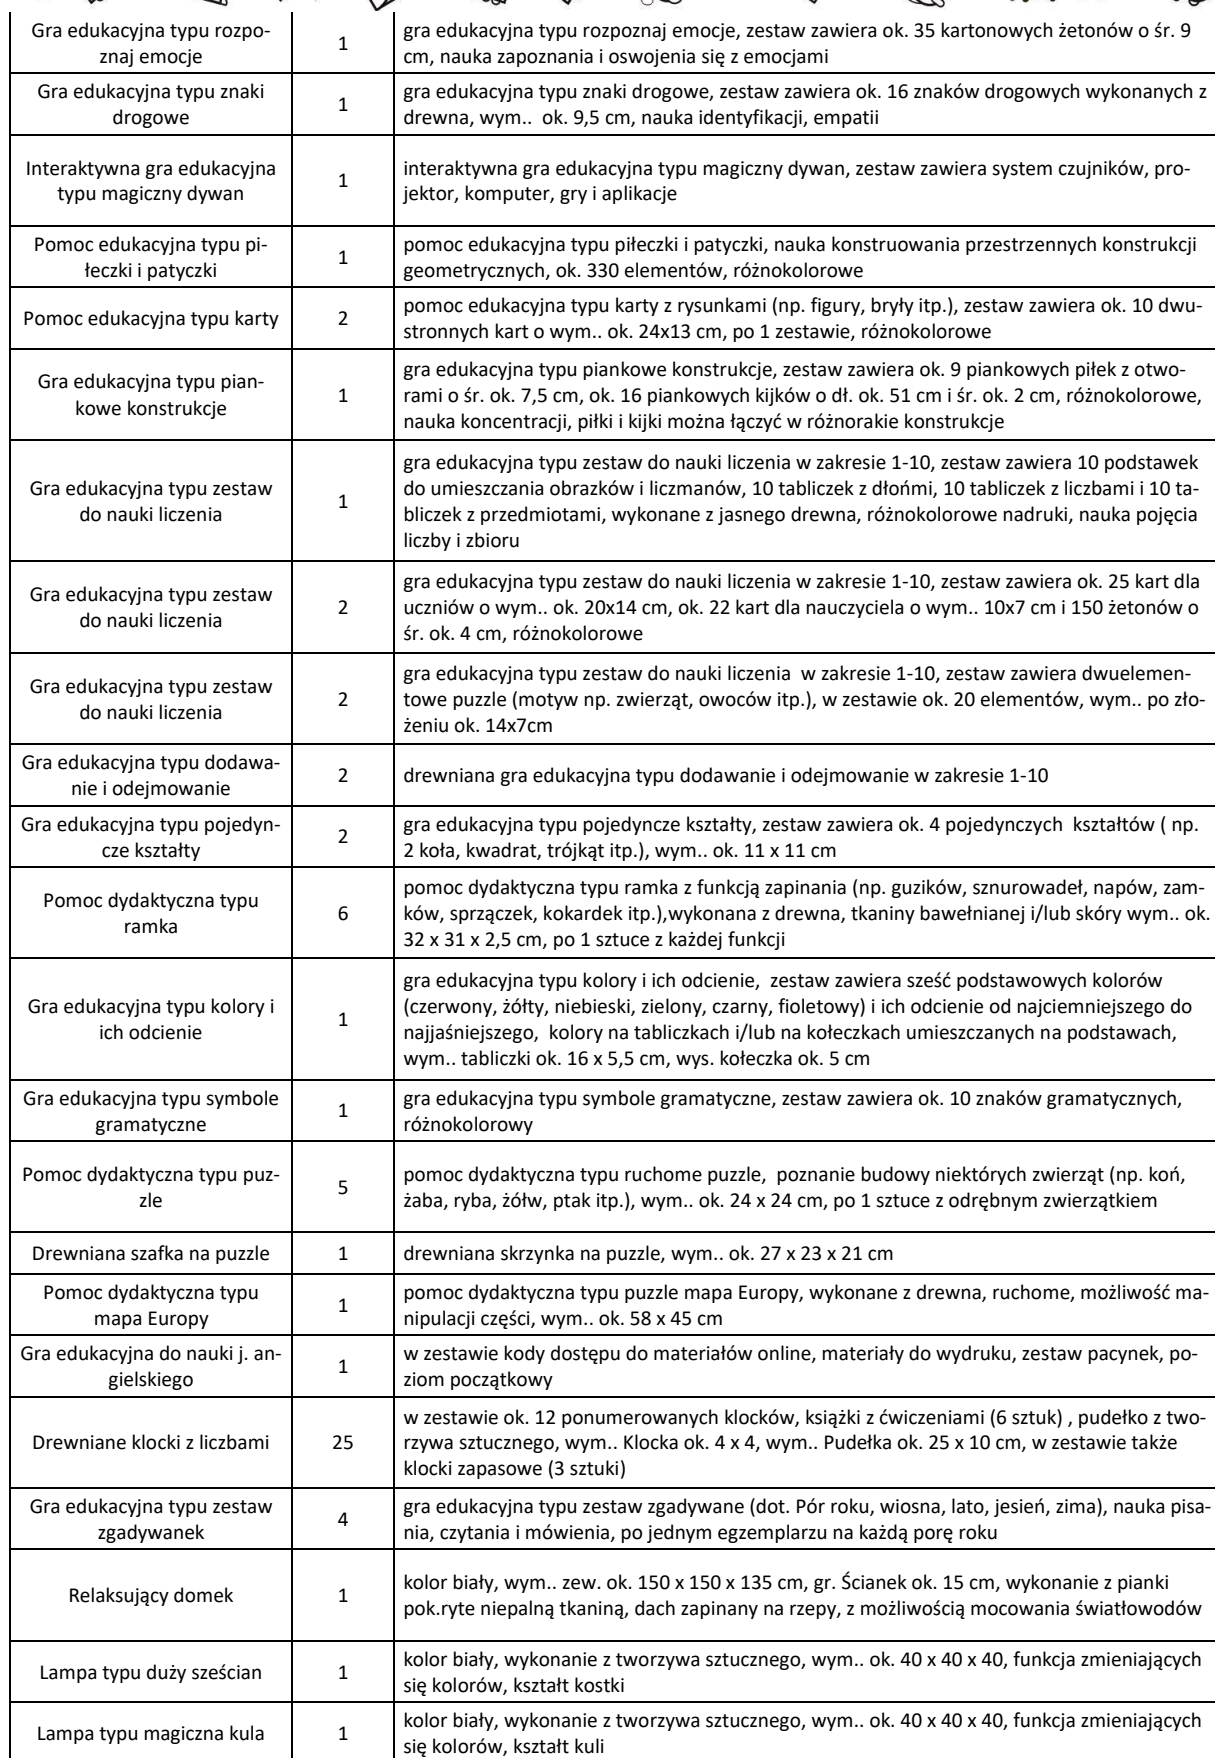 Gra edukacyjna typu rozpo-
znaj emocje
1
gra edukacyjna typu rozpoznaj emocje, zestaw zawiera ok. 35 kartonowych żetonów o śr. 9
cm, nauka zapoznania i oswojenia się z emocjami
Gra edukacyjna typu znaki
drogowe
1
gra edukacyjna typu znaki drogowe, zestaw zawiera ok. 16 znaków drogowych wykonanych z
drewna, wym.. ok. 9,5 cm, nauka identyfikacji, empatii
Interaktywna gra edukacyjna
typu magiczny dywan
1
interaktywna gra edukacyjna typu magiczny dywan, zestaw zawiera system czujników, pro-
jektor, komputer, gry i aplikacje
Pomoc edukacyjna typu pi-
łeczki i patyczki
1
pomoc edukacyjna typu piłeczki i patyczki, nauka konstruowania przestrzennych konstrukcji
geometrycznych, ok. 330 elementów, różnokolorowe
Pomoc edukacyjna typu karty
2
pomoc edukacyjna typu karty z rysunkami (np. figury, bryły itp.), zestaw zawiera ok. 10 dwu-
stronnych kart o wym.. ok. 24x13 cm, po 1 zestawie, różnokolorowe
Gra edukacyjna typu pian-
kowe konstrukcje
1
gra edukacyjna typu piankowe konstrukcje, zestaw zawiera ok. 9 piankowych piłek z otwo-
rami o śr. ok. 7,5 cm, ok. 16 piankowych kijków o dł. ok. 51 cm i śr. ok. 2 cm, różnokolorowe,
nauka koncentracji, piłki i kijki można łączyć w różnorakie konstrukcje
Gra edukacyjna typu zestaw
do nauki liczenia
1
gra edukacyjna typu zestaw do nauki liczenia w zakresie 1-10, zestaw zawiera 10 podstawek
do umieszczania obrazków i liczmanów, 10 tabliczek z dłońmi, 10 tabliczek z liczbami i 10 ta-
bliczek z przedmiotami, wykonane z jasnego drewna, różnokolorowe nadruki, nauka pojęcia
liczby i zbioru
Gra edukacyjna typu zestaw
do nauki liczenia
2
gra edukacyjna typu zestaw do nauki liczenia w zakresie 1-10, zestaw zawiera ok. 25 kart dla
uczniów o wym.. ok. 20x14 cm, ok. 22 kart dla nauczyciela o wym.. 10x7 cm i 150 żetonów o
śr. ok. 4 cm, różnokolorowe
Gra edukacyjna typu zestaw
do nauki liczenia
2
gra edukacyjna typu zestaw do nauki liczenia  w zakresie 1-10, zestaw zawiera dwuelemen-
towe puzzle (motyw np. zwierząt, owoców itp.), w zestawie ok. 20 elementów, wym.. po zło-
żeniu ok. 14x7cm
Gra edukacyjna typu dodawa-
nie i odejmowanie
2
drewniana gra edukacyjna typu dodawanie i odejmowanie w zakresie 1-10
Gra edukacyjna typu pojedyn-
cze kształty
2
gra edukacyjna typu pojedyncze kształty, zestaw zawiera ok. 4 pojedynczych  kształtów ( np.
2 koła, kwadrat, trójkąt itp.), wym.. ok. 11 x 11 cm
Pomoc dydaktyczna typu
ramka
6
pomoc dydaktyczna typu ramka z funkcją zapinania (np. guzików, sznurowadeł, napów, zam-
ków, sprzączek, kokardek itp.),wykonana z drewna, tkaniny bawełnianej i/lub skóry wym.. ok.
32 x 31 x 2,5 cm, po 1 sztuce z każdej funkcji
Gra edukacyjna typu kolory i
ich odcienie
1
gra edukacyjna typu kolory i ich odcienie,  zestaw zawiera sześć podstawowych kolorów
(czerwony, żółty, niebieski, zielony, czarny, fioletowy) i ich odcienie od najciemniejszego do
najjaśniejszego,  kolory na tabliczkach i/lub na kołeczkach umieszczanych na podstawach,
wym.. tabliczki ok. 16 x 5,5 cm, wys. kołeczka ok. 5 cm
Gra edukacyjna typu symbole
gramatyczne
1
gra edukacyjna typu symbole gramatyczne, zestaw zawiera ok. 10 znaków gramatycznych,
różnokolorowy
Pomoc dydaktyczna typu puz-
zle
5
pomoc dydaktyczna typu ruchome puzzle,  poznanie budowy niektórych zwierząt (np. koń,
żaba, ryba, żółw, ptak itp.), wym.. ok. 24 x 24 cm, po 1 sztuce z odrębnym zwierzątkiem
Drewniana szafka na puzzle
1
drewniana skrzynka na puzzle, wym.. ok. 27 x 23 x 21 cm
Pomoc dydaktyczna typu
mapa Europy
1
pomoc dydaktyczna typu puzzle mapa Europy, wykonane z drewna, ruchome, możliwość ma-
nipulacji części, wym.. ok. 58 x 45 cm
Gra edukacyjna do nauki j. an-
gielskiego
1
w zestawie kody dostępu do materiałów online, materiały do wydruku, zestaw pacynek, po-
ziom początkowy
Drewniane klocki z liczbami
25
w zestawie ok. 12 ponumerowanych klocków, książki z ćwiczeniami (6 sztuk) , pudełko z two-
rzywa sztucznego, wym.. Klocka ok. 4 x 4, wym.. Pudełka ok. 25 x 10 cm, w zestawie także
klocki zapasowe (3 sztuki)
Gra edukacyjna typu zestaw
zgadywanek
4
gra edukacyjna typu zestaw zgadywane (dot. Pór roku, wiosna, lato, jesień, zima), nauka pisa-
nia, czytania i mówienia, po jednym egzemplarzu na każdą porę roku
Relaksujący domek
1
kolor biały, wym.. zew. ok. 150 x 150 x 135 cm, gr. Ścianek ok. 15 cm, wykonanie z pianki
pok.ryte niepalną tkaniną, dach zapinany na rzepy, z możliwością mocowania światłowodów
Lampa typu duży sześcian
1
kolor biały, wykonanie z tworzywa sztucznego, wym.. ok. 40 x 40 x 40, funkcja zmieniających
się kolorów, kształt kostki
Lampa typu magiczna kula
1
kolor biały, wykonanie z tworzywa sztucznego, wym.. ok. 40 x 40 x 40, funkcja zmieniających
się kolorów, kształt kuli